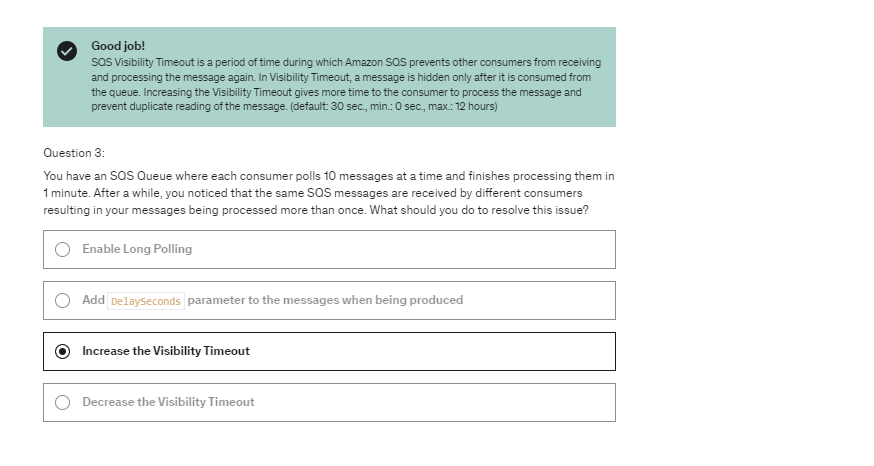 Good job!
SQS Visibility Timeout is a period of time during which Amazon SQS prevents other consumers from receiving
and processing the message again. In Visibility Timeout, a message is hidden only after it is consumed from
the queue. Increasing the Visibility Timeout gives more time to the consumer to process the message and
prevent duplicate reading of the message. (default: 30 sec., min.: 0 sec., max.: 12 hours)
Question 3:
You have an SQS Queue where each consumer polls 10 messages at a time and finishes processing them in
1 minute. After a while, you noticed that the same SQS messages are received by different consumers
resulting in your messages being processed more than once. What should you do to resolve this issue?
Enable Long Polling
Add DelaySeconds parameter to the messages when being produced
Increase the Visibility Timeout
Decrease the Visibility Timeout